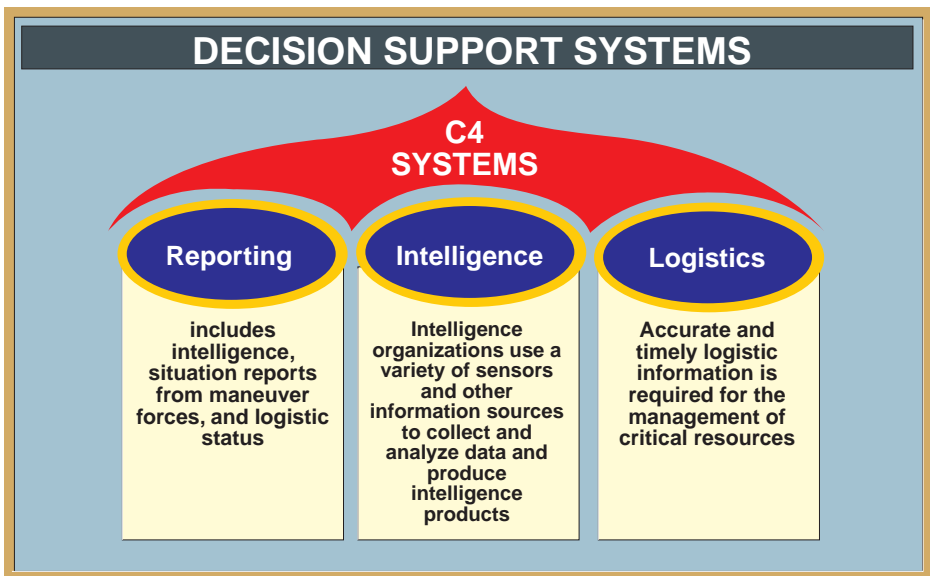 DECISION SUPPORT SYSTEMS
C4
SYSTEMS
Reporting
includes
intelligence,
situation reports
from maneuver
forces, and logistic
status
Intelligence
Intelligence
organizations use a
variety of sensors
and other
information sources
to collect and
analyze data and
produce
intelligence
products
Logistics
Accurate and
timely logistic
information is
required for the
management of
critical resources